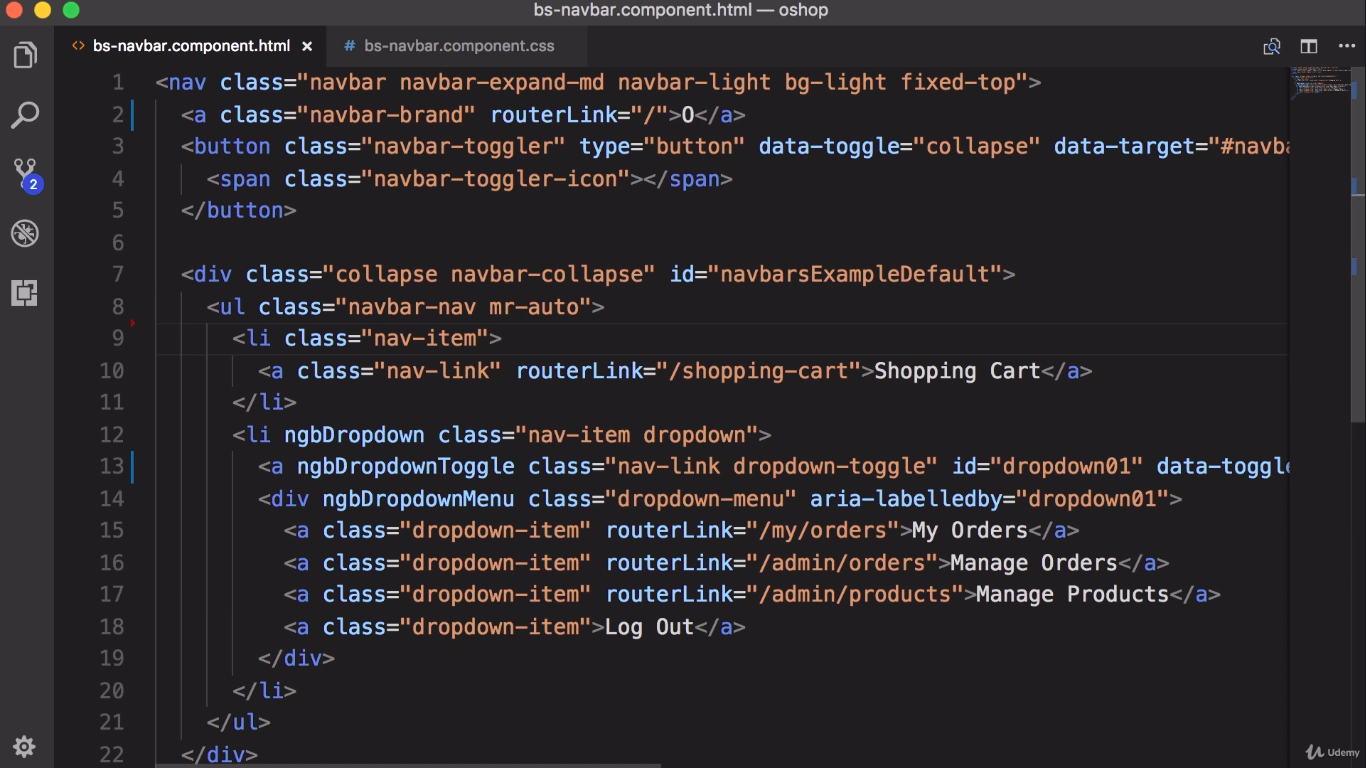 bs-navbar.component.html — oshop
<> bs-navbar.component.html ×
# bs-navbar.component.css
2
1 <nav class="navbar navbar-expand-md navbar-light bg-light fixed-top">
2 <a class="navbar-brand" routerLink="/">O</a>
3 <button class="navbar-toggler" type="button" data-toggle="collapse" data-target="#navba
4 <span class="navbar-toggler-icon"></span>
5 </button>
6
7 <div class="collapse navbar-collapse" id="navbarsExampleDefault">
8 <ul class="navbar-nav mr-auto">
9 <li class="nav-item">
10 <a class="nav-link" routerLink="/shopping-cart">Shopping Cart</a>
11 </li>
12 <li ngbDropdown class="nav-item dropdown">
13 <a ngbDropdownToggle class="nav-link dropdown-toggle" id="dropdown01" data-toggle
14 <div ngbDropdownMenu class="dropdown-menu" aria-labelledby="dropdown01">
15 <a class="dropdown-item" routerLink="/my/orders">My Orders</a>
16 <a class="dropdown-item" routerLink="/admin/orders">Manage Orders</a>
17 <a class="dropdown-item" routerLink="/admin/products">Manage Products</a>
18 <a class="dropdown-item">Log Out</a>
19 </div>
20 </li>
21 </ul>
22 </div>
Udemy